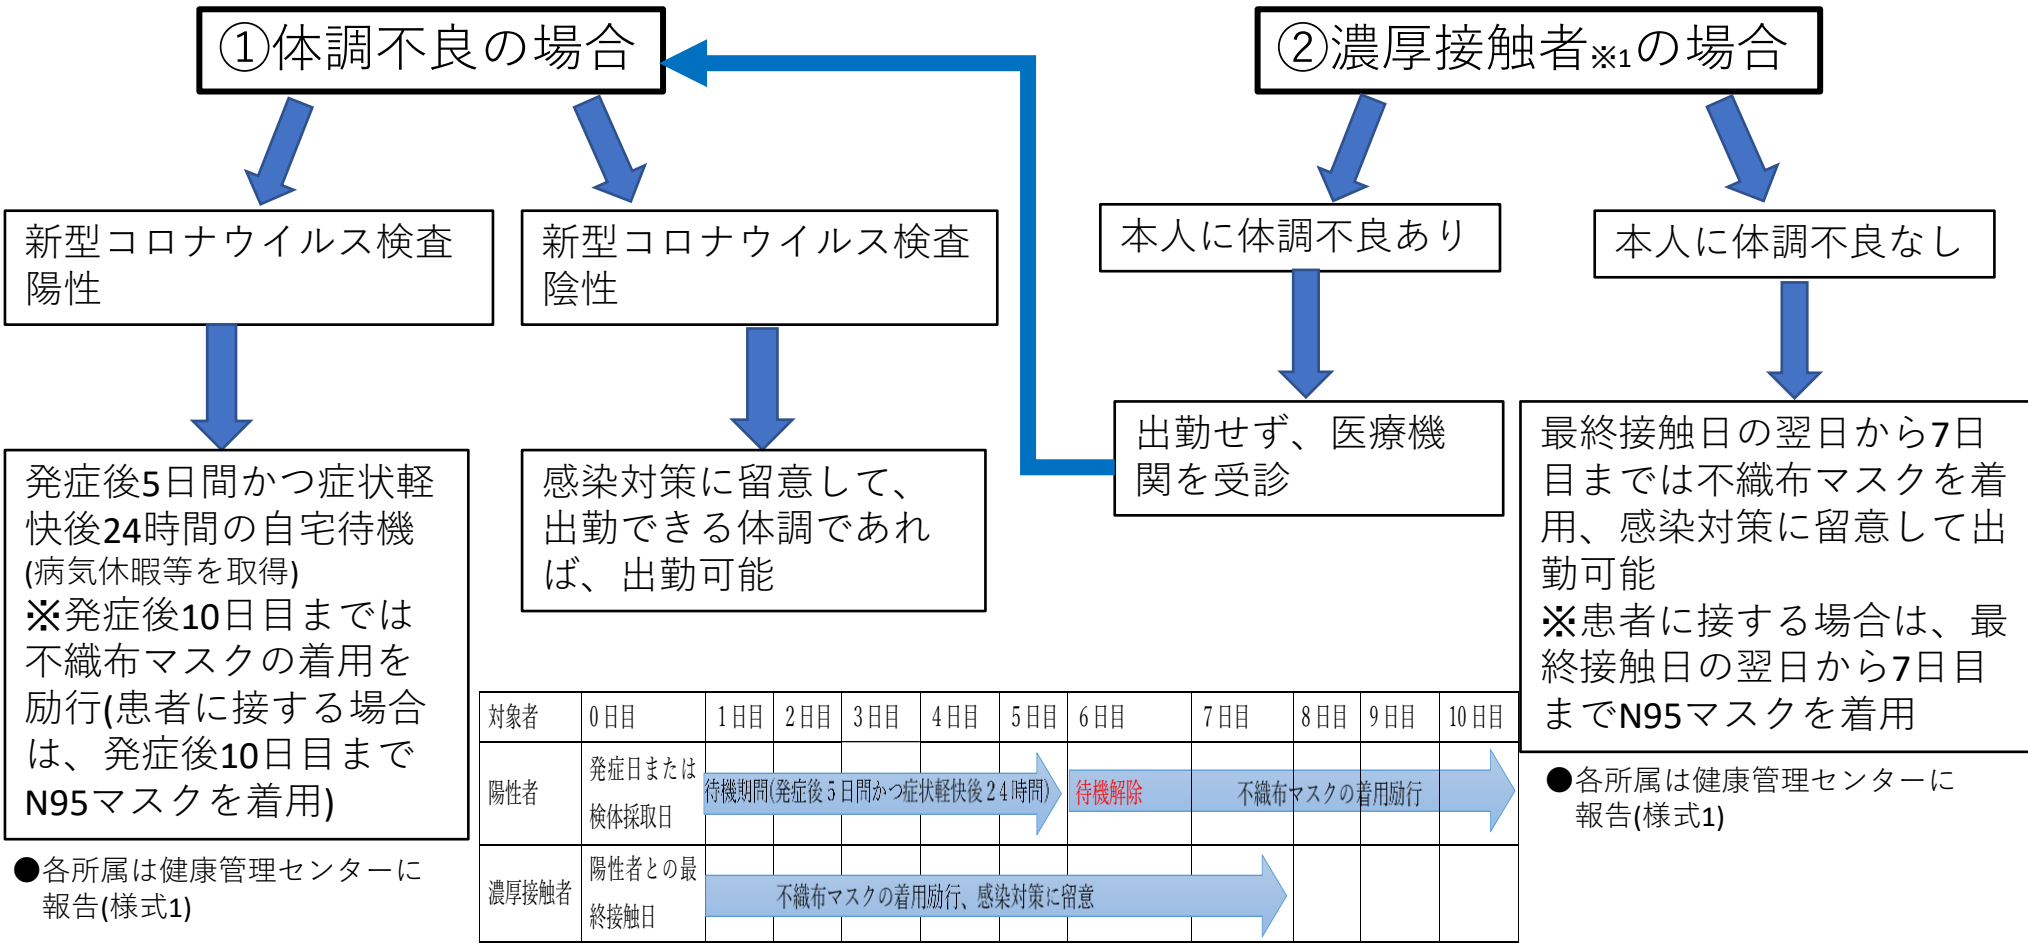 ①体調不良の場合
②濃厚接触者※1の場合
新型コロナウイルス検査
陽性
新型コロナウイルス検査
陰性
本人に体調不良あり
本人に体調不良なし
発症後5日間かつ症状軽
快後24時間の自宅待機
(病気休暇等を取得)
※発症後10日目までは
不織布マスクの着用を
励行(患者に接する場合
は、発症後10日目まで
N95マスクを着用)
●各所属は健康管理センターに
報告(様式1)
感染対策に留意して、
出勤できる体調であれ
ば、出勤可能
出勤せず、医療機
関を受診
最終接触日の翌日から7日
目までは不織布マスクを着
用、感染対策に留意して出
勤可能
※患者に接する場合は、最
終接触日の翌日から7日目
までN95マスクを着用
●各所属は健康管理センターに
報告(様式1)
対象者 0日目 1日目 2日目 3日目 4日目 5日目 6日目 7日目 8日目 9日目 10日目
陽性者
発症日または
検体採取日
待機期間(発症後5日間かつ症状軽快後24時間) 待機解除 不織布マスクの着用励行
濃厚接触者
陽性者との最
終接触日
不織布マスクの着用励行、感染対策に留意